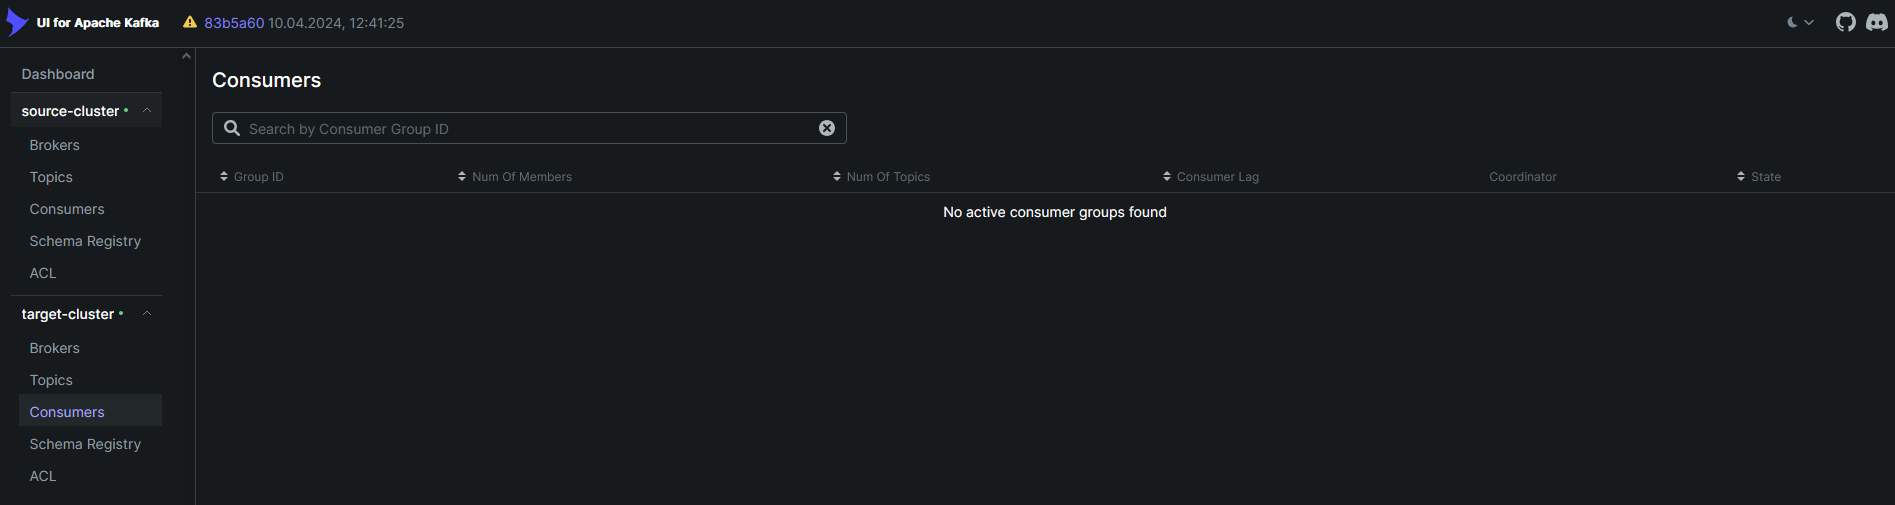 UI for Apache Kafka
83b5a60 10.04.2024, 12:41:25
Dashboard
source-cluster
Brokers
Topics
Consumers
Schema Registry
ACL
target-cluster
Brokers
Topics
Consumers
Schema Registry
ACL
Consumers
Search by Consumer Group ID
Group ID Num Of Members Num Of Topics Consumer Lag Coordinator State
No active consumer groups found